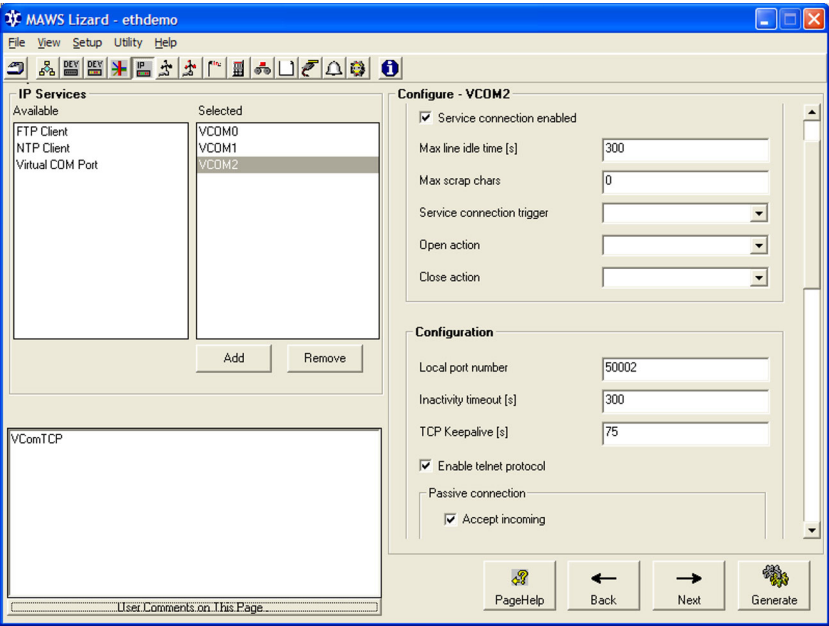 MAWS Lizard - ethdemo
File View Setup Utility Help
DEV DEV IP
IP Services
Available Selected
FTP Client
NTP Client
Virtual COM Port
VCOM0
VCOM1
VCOM2
Add Remove
VComTCP
User Comments on This Page..
Configure - VCOM2
Service connection enabled
Max line idle time [s] 300
Max scrap chars 0
Service connection trigger
Open action
Close action
Configuration
Local port number 50002
Inactivity timeout [s] 300
TCP Keepalive [s] 75
Enable telnet protocol
Passive connection
Accept incoming
PageHelp Back Next Generate